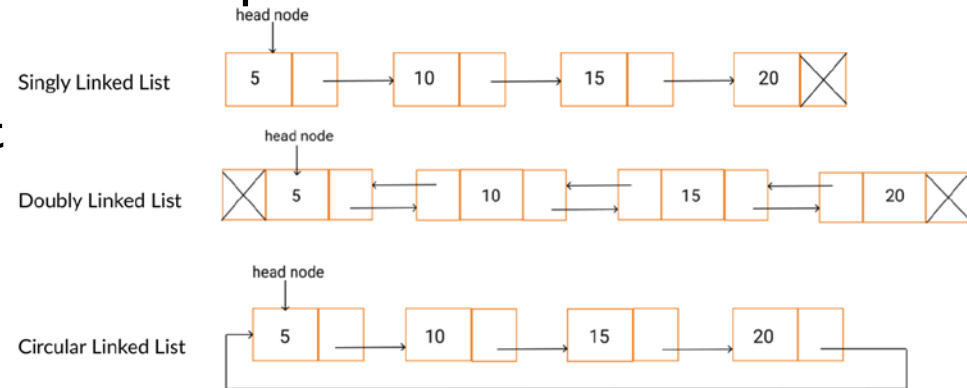 head node
Singly Linked List
5 10 15 20
head node
Doubly Linked List
5 10 15 20
head node
Circular Linked List
5 10 15 20